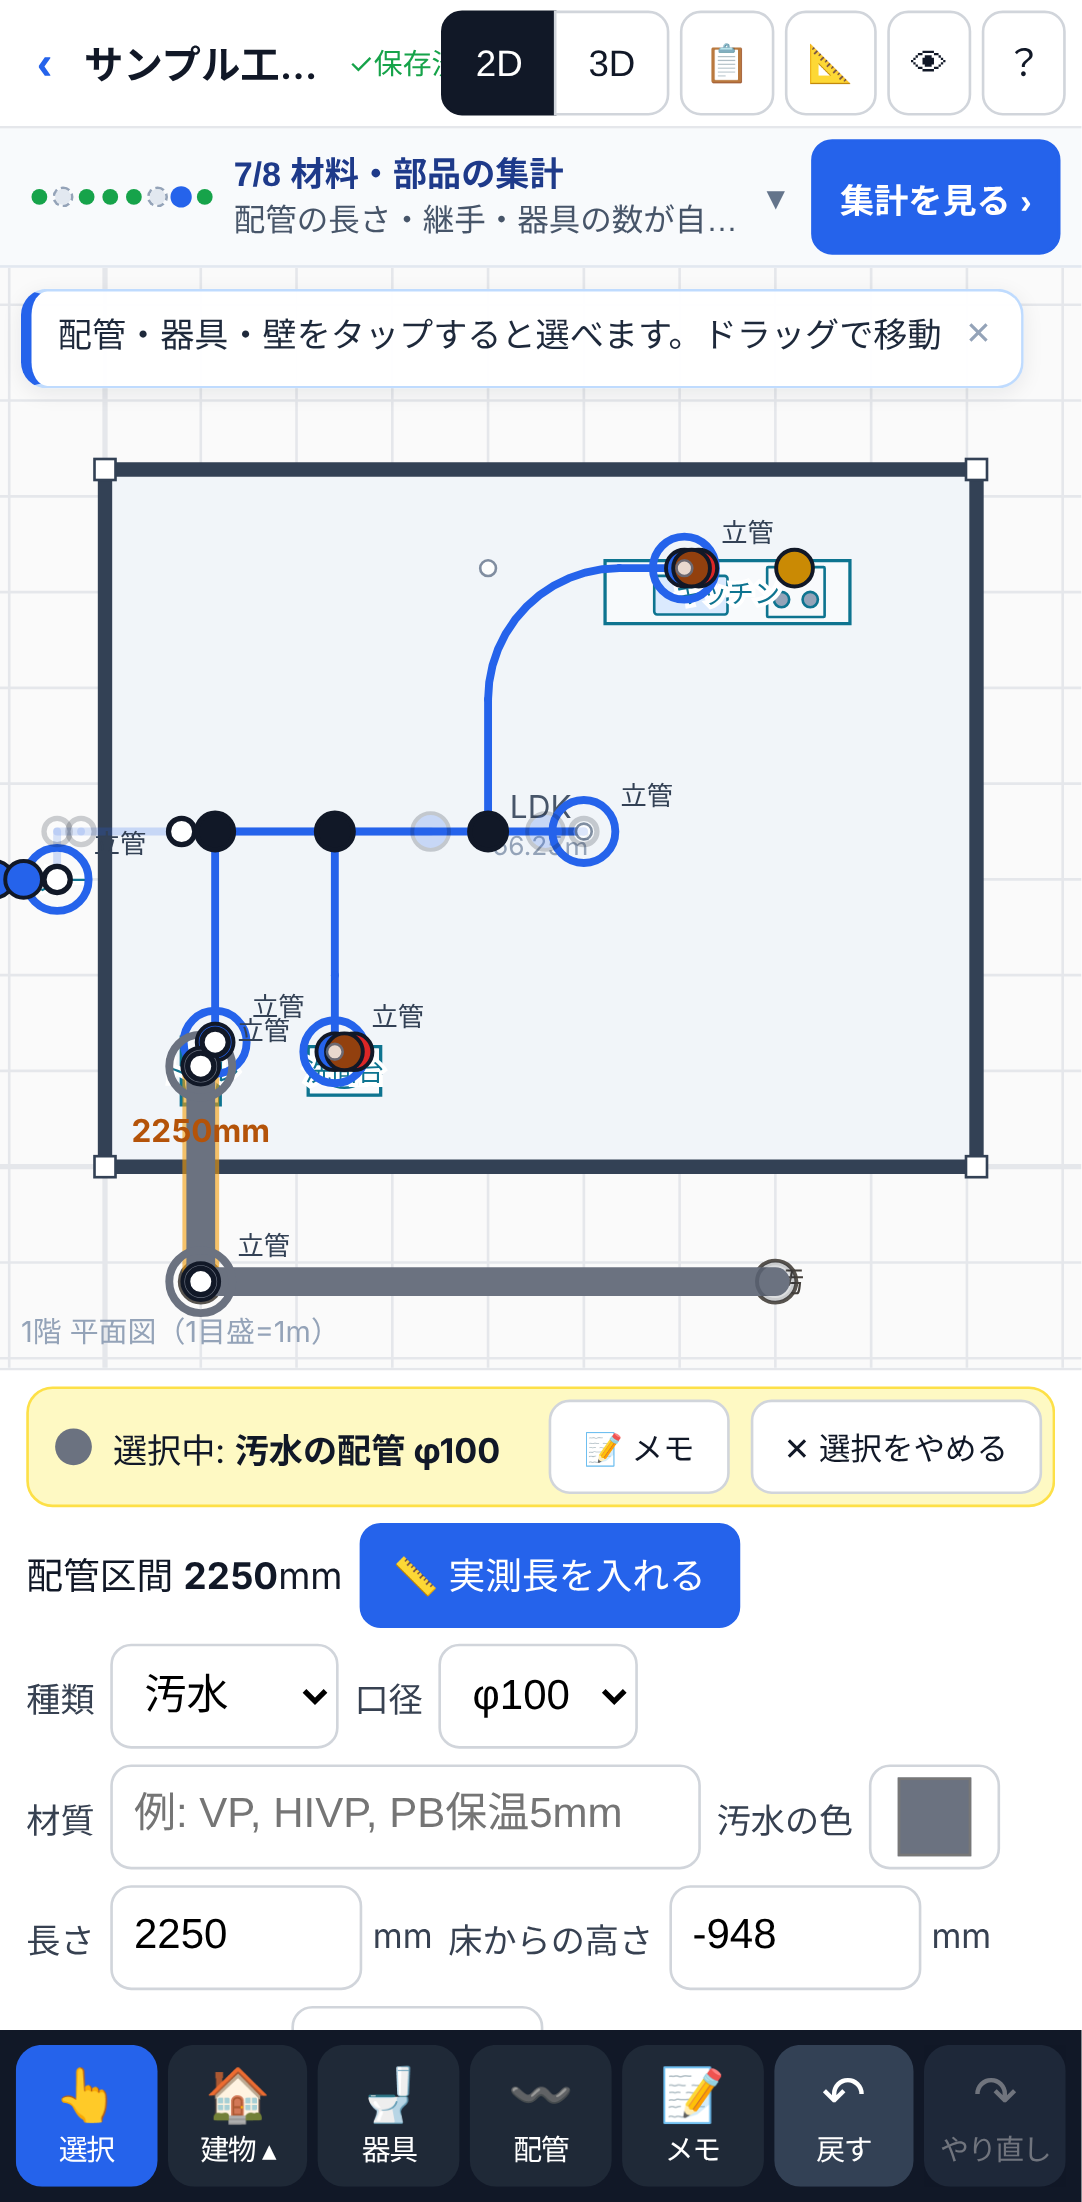 ‹ サンプル工… ✓保存 2D 3D ?
7/8 材料・部品の集計
配管の長さ・継手・器具の数が自… ▼
集計を見る ›
配管・器具・壁をタップすると選べます。ドラッグで移動 ×
立管
キッチン
立管
LDK
立管
立管
立管
立管
2250mm
立管
1階 平面図（1目盛=1m）
選択中: 汚水の配管 φ100 メモ × 選択をやめる
配管区間 2250mm 実測長を入れる
種類 汚水 口径 φ100
材質 例: VP, HIVP, PB保温5mm 汚水の色
長さ 2250 mm 床からの高さ -948 mm
選択 建物▲ 器具 配管 メモ 戻す やり直し